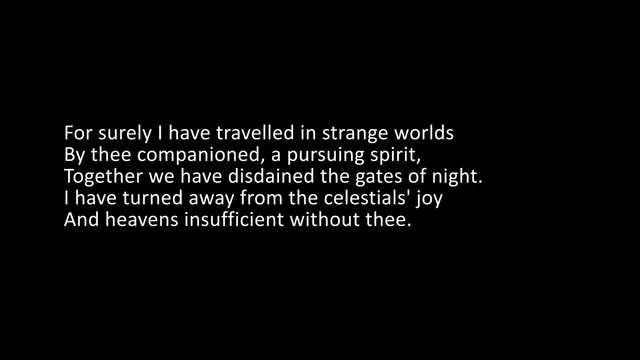 For surely I have travelled in strange worlds
By thee companioned, a pursuing spirit,
Together we have disdained the gates of night.
I have turned away from the celestials' joy
And heavens insufficient without thee.